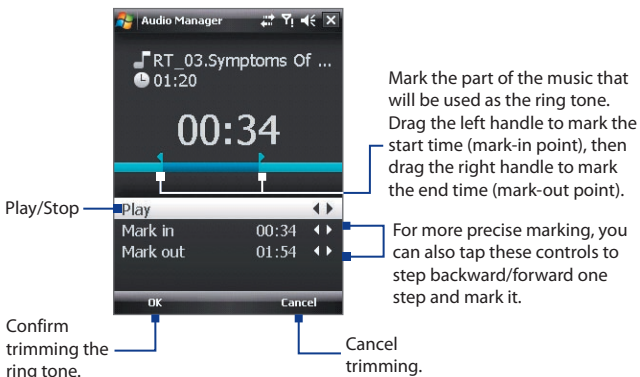 Audio Manager
RT_03.Symptoms Of ...
01:20
00:34
Play
Mark in 00:34
Mark out 01:54
OK Cancel
Play/Stop
Mark the part of the music that
will be used as the ring tone.
Drag the left handle to mark the
start time (mark-in point), then
drag the right handle to mark
the end time (mark-out point).
For more precise marking, you
can also tap these controls to
step backward/forward one
step and mark it.
Confirm
trimming the
ring tone.
Cancel
trimming.